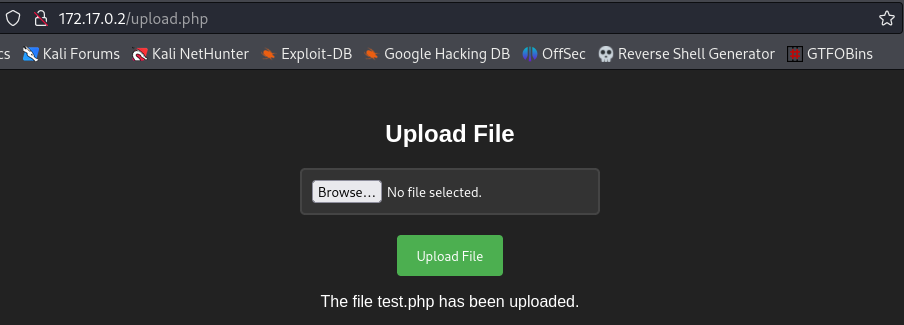 172.17.0.2/upload.php
cs Kali Forums Kali NetHunter Exploit-DB Google Hacking DB OffSec Reverse Shell Generator GTFOBins
Upload File
Browse... No file selected.
Upload File
The file test.php has been uploaded.